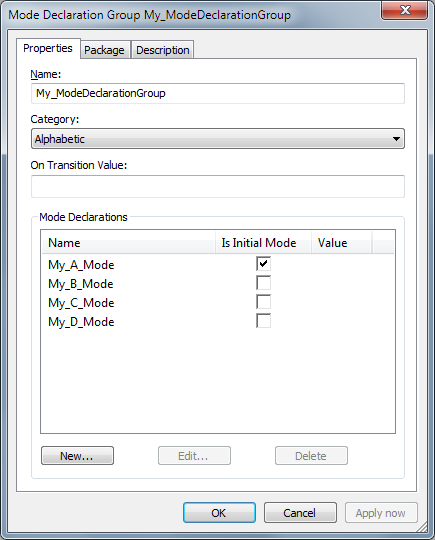 Mode Declaration Group My_ModeDeclarationGroup
Properties Package Description
Name:
My_ModeDeclarationGroup
Category:
Alphabetic
On Transition Value:
Mode Declarations
Name Is Initial Mode Value
My_A_Mode
My_B_Mode
My_C_Mode
My_D_Mode
New... Edit... Delete
OK Cancel Apply now